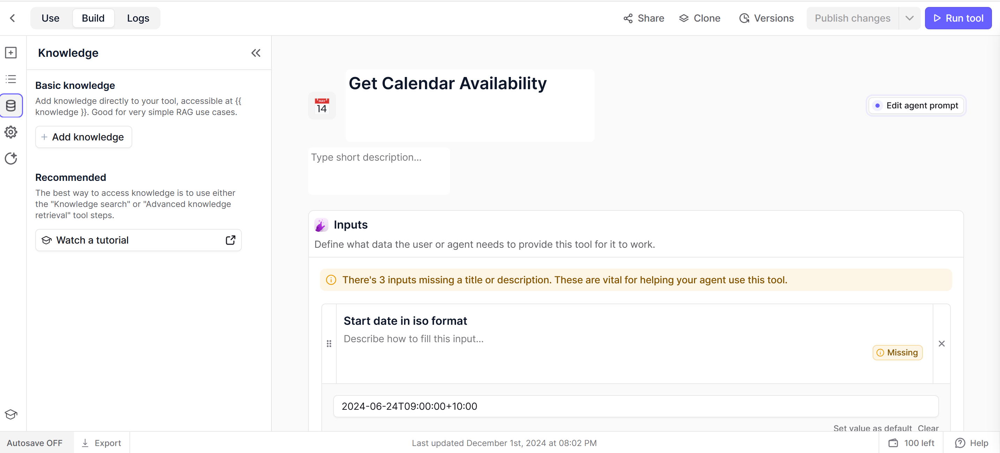 Use
Build
Logs
Share
Clone
Versions
Publish changes
Run tool
Knowledge
Basic knowledge
Add knowledge directly to your tool, accessible at {{
knowledge }}. Good for very simple RAG use cases.
Add knowledge
Recommended
The best way to access knowledge is to use either
the "Knowledge search" or "Advanced knowledge
retrieval" tool steps.
Watch a tutorial
MAY
14
Get Calendar Availability
Edit agent prompt
Type short description...
Inputs
Define what data the user or agent needs to provide this tool for it to work.
There's 3 inputs missing a title or description. These are vital for helping your agent use this tool.
Start date in iso format
Describe how to fill this input...
Missing
2024-06-24T09:00:00+10:00
Set value as default
Clear
Autosave OFF
Export
Last updated December 1st, 2024 at 08:02 PM
100 left
Help